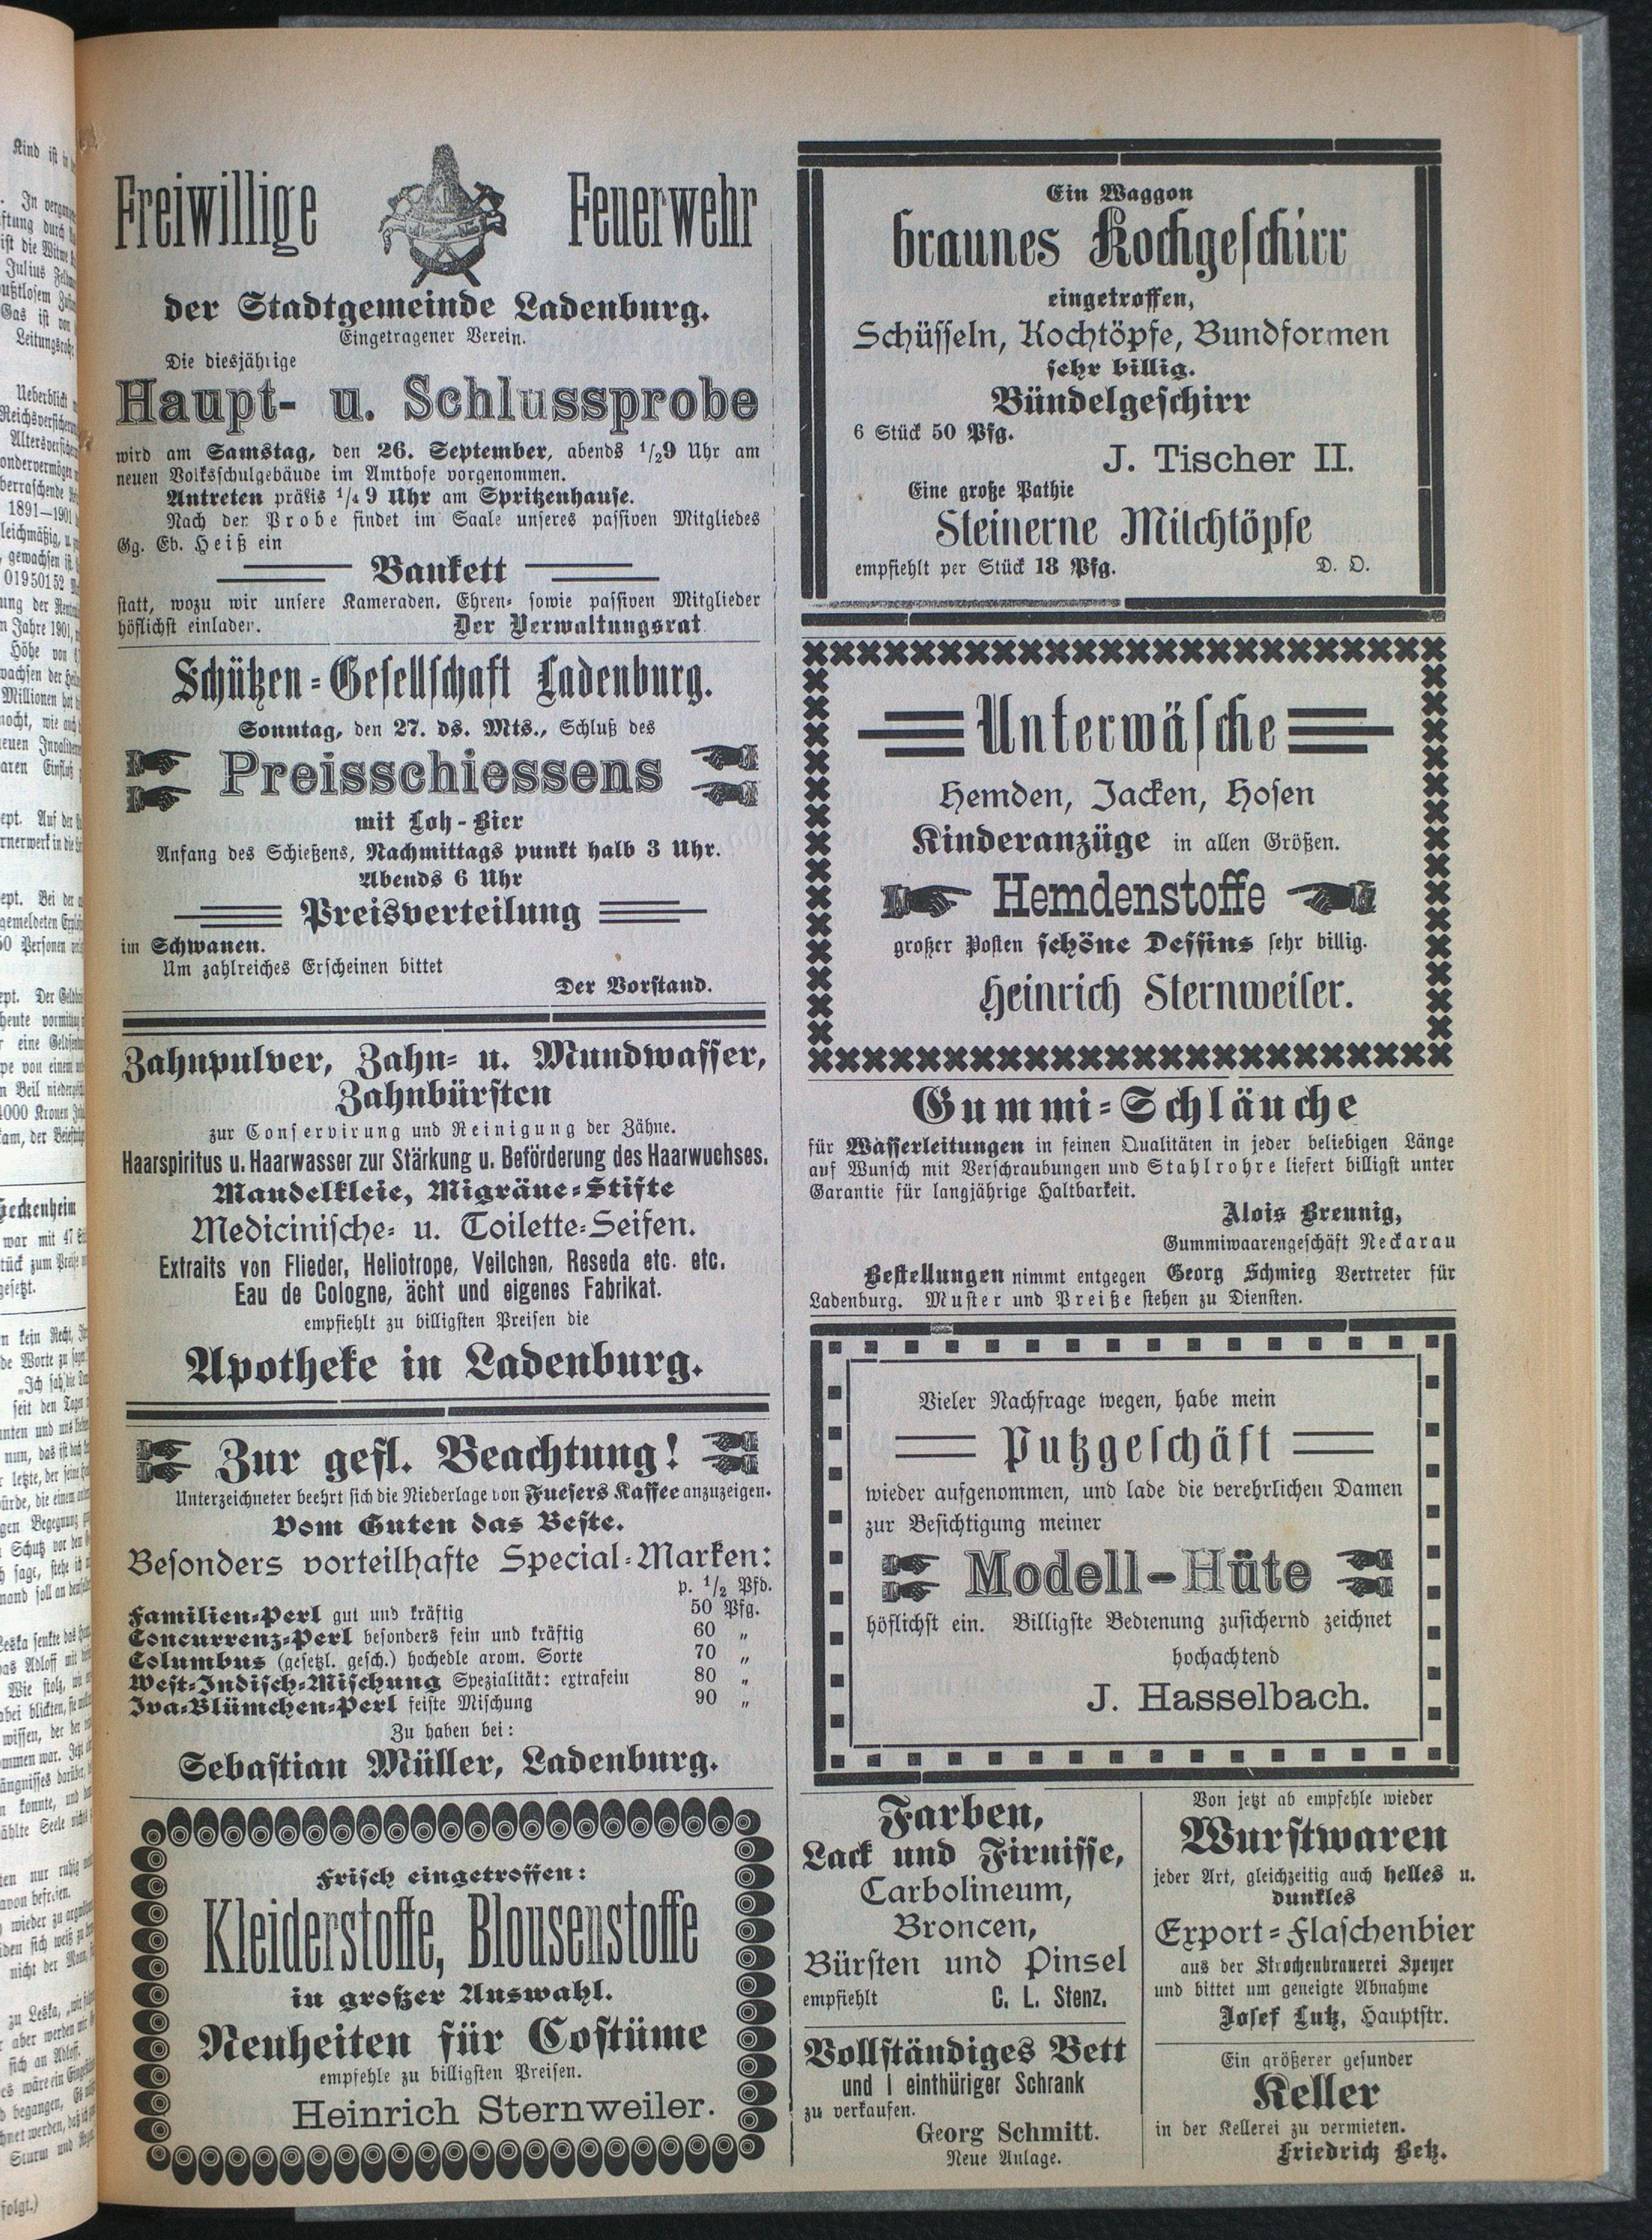 Freiwillige Feuerwehr
der Stadtgemeinde Ladenburg.
Eingetragener Verein.
Die diesjährige
Haupt- u. Schlussprobe
wird am Samstag, den 26. September, abends 1/29 Uhr am
neuen Volksschulgebäude im Amthofe vorgenommen.
Antreten präkis 1/4 9 Uhr am Spritzenhause.
Nach der Probe findet im Saale unseres passiven Mitgliedes
Gg. Eb. Heiß ein
Bankett
statt, wozu wir unsere Kameraden, Ehren- sowie passiven Mitglieder
höflichst einladen.
Der Verwaltungsrat
Schützen-Gesellschaft Ladenburg.
Sonntag, den 27. ds. Mts., Schluß des
Preisschiessens
mit Loh-Bier
Anfang des Schießens, Nachmittags punkt halb 3 Uhr.
Abends 6 Uhr
Preisverteilung
im Schwanen.
Um zahlreiches Erscheinen bittet
Der Vorstand.
Zahnpulver, Zahn- u. Mundwasser,
Zahnbürsten
zur Conservirung und Reinigung der Zähne.
Haarspiritus u. Haarwasser zur Stärkung u. Beförderung des Haarwuchses.
Mandelkleie, Migräne-Stifte
Medicinische- u. Toilette-Seifen.
Extraits von Flieder, Heliotrope, Veilchen, Reseda etc. etc.
Eau de Cologne, ächt und eigenes Fabrikat.
empfiehlt zu billigsten Preisen die
Apotheke in Ladenburg.
Zur gefl. Beachtung!
Unterzeichneter beehrt sich die Niederlage von Fuesers Kaffee anzuzeigen.
Vom Guten das Beste.
Besonders vorteilhafte Special-Marken:
p. 1/2 Pfd.
Familien-Perl gut und kräftig 50 Pfg.
Concurrenz-Perl besonders fein und kräftig 60 „
Columbus (gesetzl. gesch.) hochedle arom. Sorte 70 „
West-Indisch-Mischung Spezialität: extrafein 80 „
Iva-Blümchen-Perl feiste Mischung 90 „
Zu haben bei:
Sebastian Müller, Ladenburg.
Frisch eingetroffen:
Kleiderstoffe, Blousenstoffe
in großer Auswahl.
Neuheiten für Costüme
empfehle zu billigsten Preisen.
Heinrich Sternweiler.
Ein Waggon
braunes Kochgeschirr
eingetroffen,
Schüsseln, Kochtöpfe, Bundformen
sehr billig.
Bündelgeschirr
6 Stück 50 Pfg.
J. Tischer II.
Eine große Pathie
Steinerne Milchtöpfe
empfiehlt per Stück 18 Pfg. D. O.
Unterwäsche
Hemden, Jacken, Hosen
Kinderanzüge in allen Größen.
Hemdenstoffe
großer Posten schöne Dessins sehr billig.
Heinrich Sternweiler.
Gummi-Schläuche
für Wasserleitungen in feinen Qualitäten in jeder beliebigen Länge
auf Wunsch mit Verschraubungen und Stahlrohre liefert billigst unter
Garantie für langjährige Haltbarkeit.
Alois Breunig,
Gummiwaarengeschäft Neckarau
Bestellungen nimmt entgegen Georg Schmieg Vertreter für
Ladenburg. Muster und Preiße stehen zu Diensten.
Vieler Nachfrage wegen, habe mein
Putzgeschäft
wieder aufgenommen, und lade die verehrlichen Damen
zur Besichtigung meiner
Modell-Hüte
höflichst ein. Billigste Bedienung zusichernd zeichnet
hochachtend
J. Hasselbach.
Farben,
Lack und Firnisse,
Carbolineum,
Broncen,
Bürsten und Pinsel
empfiehlt C. L. Stenz.
Vollständiges Bett
und 1 einthüriger Schrank
zu verkaufen.
Georg Schmitt.
Neue Anlage.
Von jetzt ab empfehle wieder
Wurstwaren
jeder Art, gleichzeitig auch helles u.
dunkles
Export-Flaschenbier
aus der Strochenbrauerei Speyer
und bittet um geneigte Abnahme
Josef Lutz, Hauptstr.
Ein größerer gesunder
Keller
in der Kellerei zu vermieten.
Friedrich Betz.